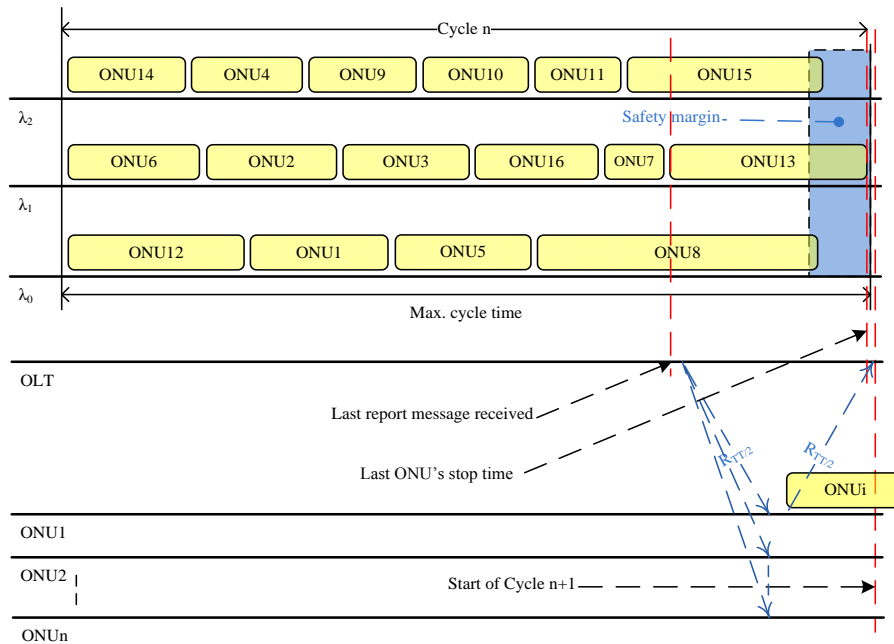 Cycle n
ONU14 ONU4 ONU9 ONU10 ONU11 ONU15
λ2
Safety margin
ONU6 ONU2 ONU3 ONU16 ONU7 ONU13
λ1
ONU12 ONU1 ONU5 ONU8
λ0
Max. cycle time
OLT
Last report message received
RTT/2 RTT/2
Last ONU's stop time
ONUi
ONU1
ONU2
Start of Cycle n+1
ONUn